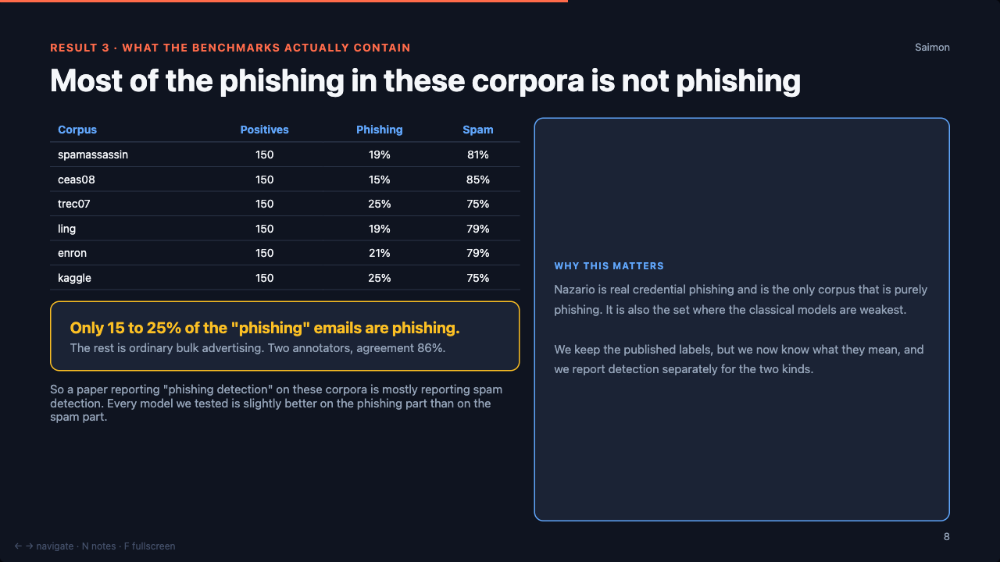 RESULT 3 · WHAT THE BENCHMARKS ACTUALLY CONTAIN
Saimon
Most of the phishing in these corpora is not phishing
Corpus Positives Phishing Spam
spamassassin 150 19% 81%
ceas08 150 15% 85%
trec07 150 25% 75%
ling 150 19% 79%
enron 150 21% 79%
kaggle 150 25% 75%
Only 15 to 25% of the "phishing" emails are phishing.
The rest is ordinary bulk advertising. Two annotators, agreement 86%.
So a paper reporting "phishing detection" on these corpora is mostly reporting spam
detection. Every model we tested is slightly better on the phishing part than on the
spam part.
WHY THIS MATTERS
Nazario is real credential phishing and is the only corpus that is purely
phishing. It is also the set where the classical models are weakest.
We keep the published labels, but we now know what they mean, and
we report detection separately for the two kinds.
← → navigate · N notes · F fullscreen
8